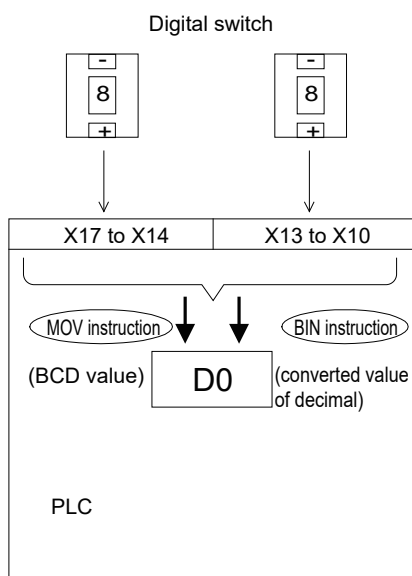 Digital switch
- -
8 8
+ +
X17 to X14 X13 to X10
MOV instruction BIN instruction
(BCD value) D0 (converted value
of decimal)
PLC